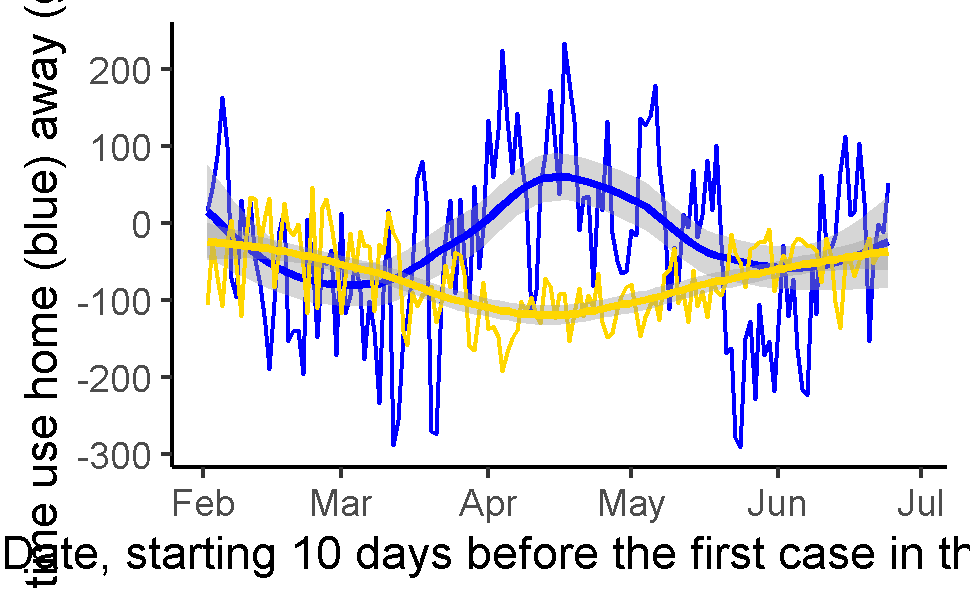 time use home (blue) away (
200
100
0
-100
-200
-300
Feb Mar Apr May Jun Jul
Date, starting 10 days before the first case in th